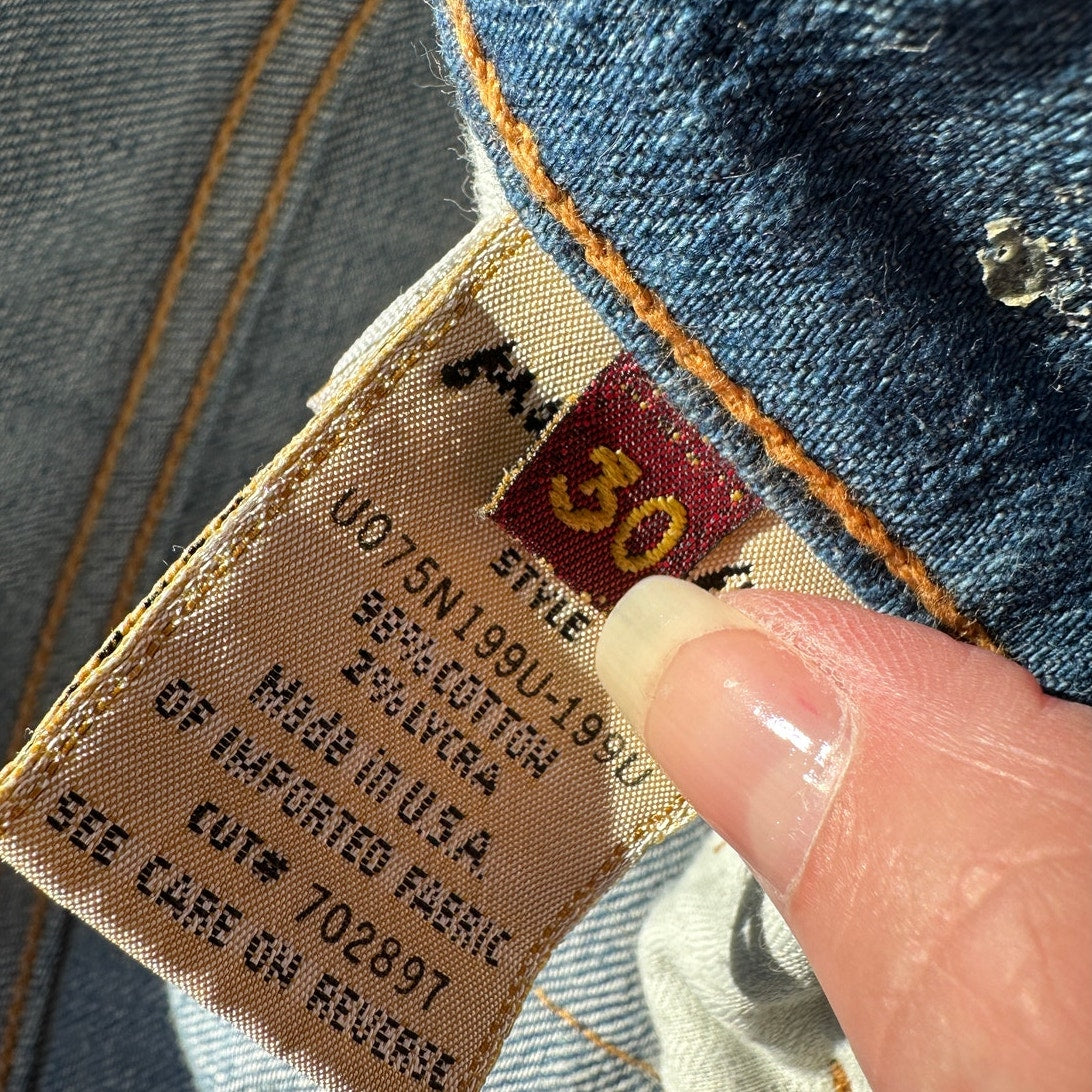 30
STYLE
U075N199U-199U
98% COTTON
2% LYCRA
Made in U.S.A.
OF IMPORTED FABRIC
CUT# 702897
SEE CARE ON REVERSE